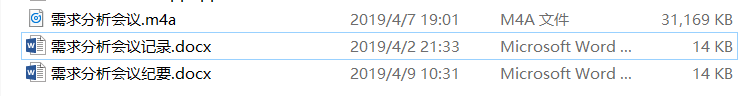 需求分析会议.m4a 2019/4/7 19:01 M4A 文件 31,169 KB
需求分析会议记录.docx 2019/4/2 21:33 Microsoft Word ... 14 KB
需求分析会议纪要.docx 2019/4/9 10:31 Microsoft Word ... 14 KB